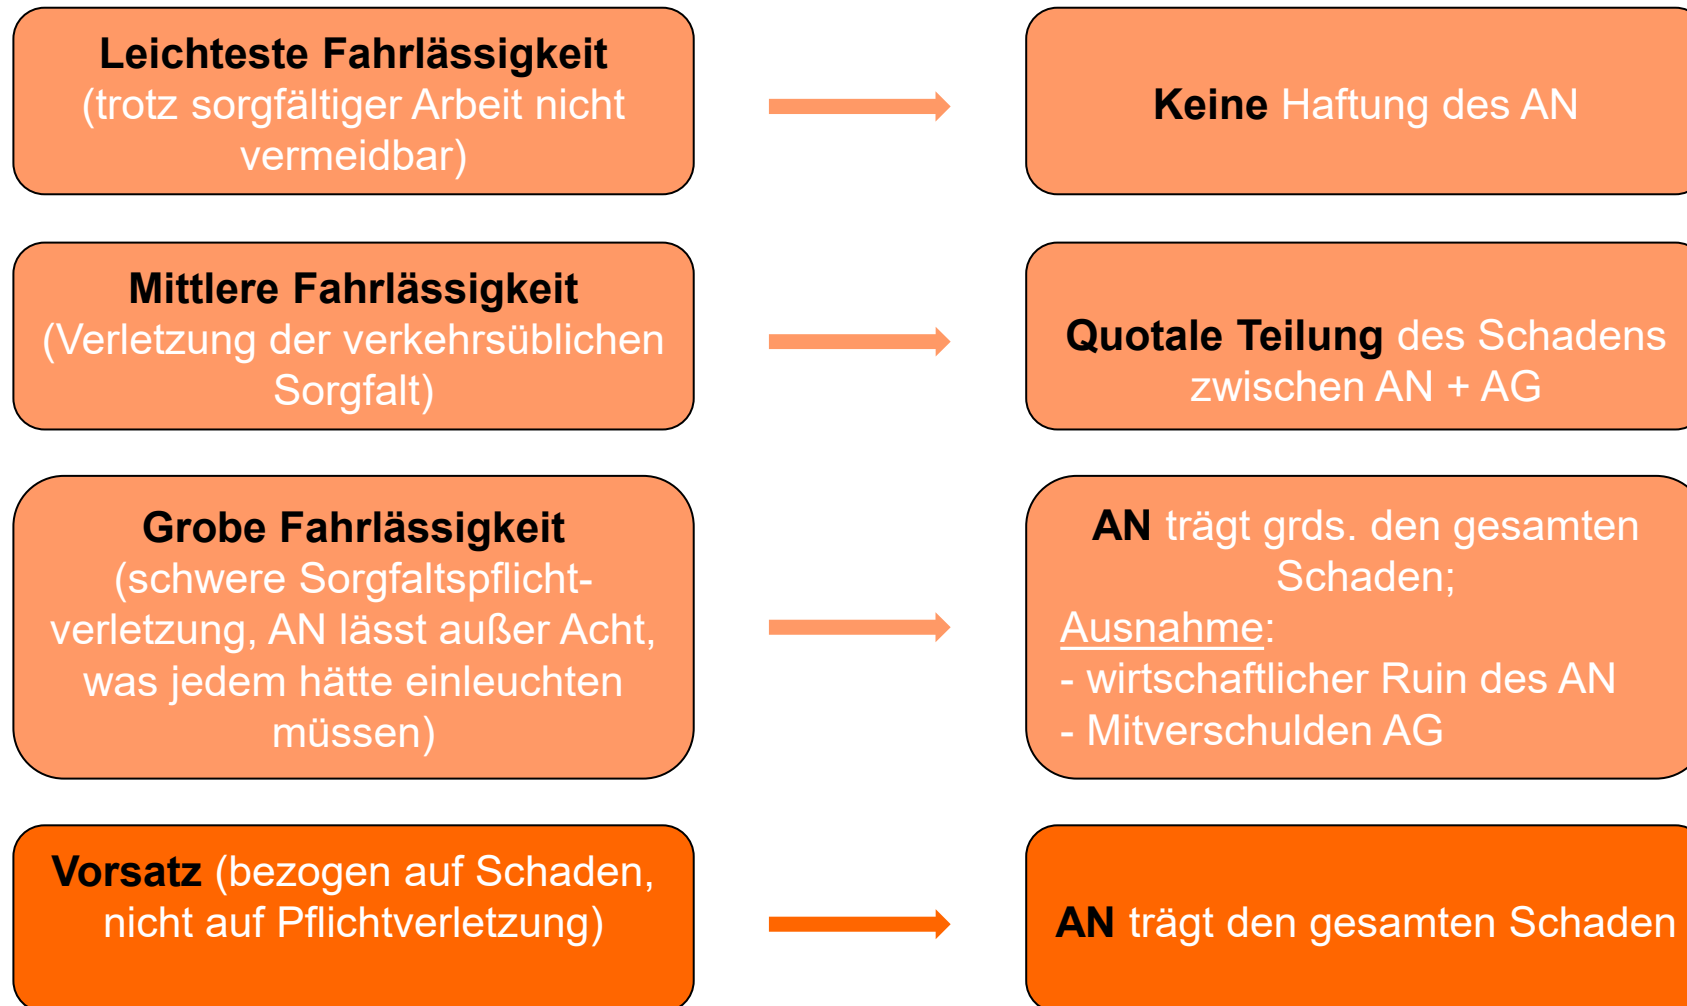 Leichteste Fahrlässigkeit
(trotz sorgfältiger Arbeit nicht
vermeidbar)
Keine Haftung des AN
Mittlere Fahrlässigkeit
(Verletzung der verkehrsüblichen
Sorgfalt)
Quotale Teilung des Schadens
zwischen AN + AG
Grobe Fahrlässigkeit
(schwere Sorgfaltspflicht-
verletzung, AN lässt außer Acht,
was jedem hätte einleuchten
müssen)
AN trägt grds. den gesamten
Schaden;
Ausnahme:
- wirtschaftlicher Ruin des AN
- Mitverschulden AG
Vorsatz (bezogen auf Schaden,
nicht auf Pflichtverletzung)
AN trägt den gesamten Schaden